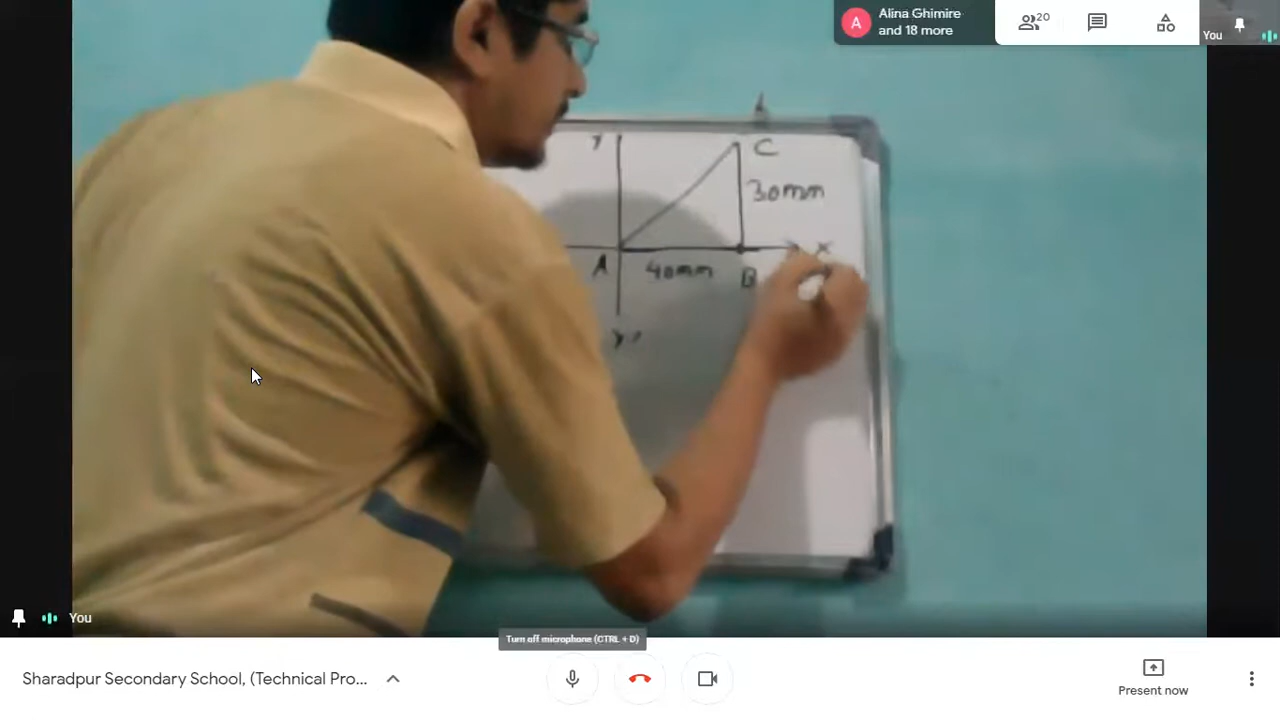 Alina Ghimire
and 18 more
A
20
You
Y
C
30mm
X
A
40mm
B
Y'
You
Turn off microphone (CTRL + D)
Sharadpur Secondary School, (Technical Pro...
Present now